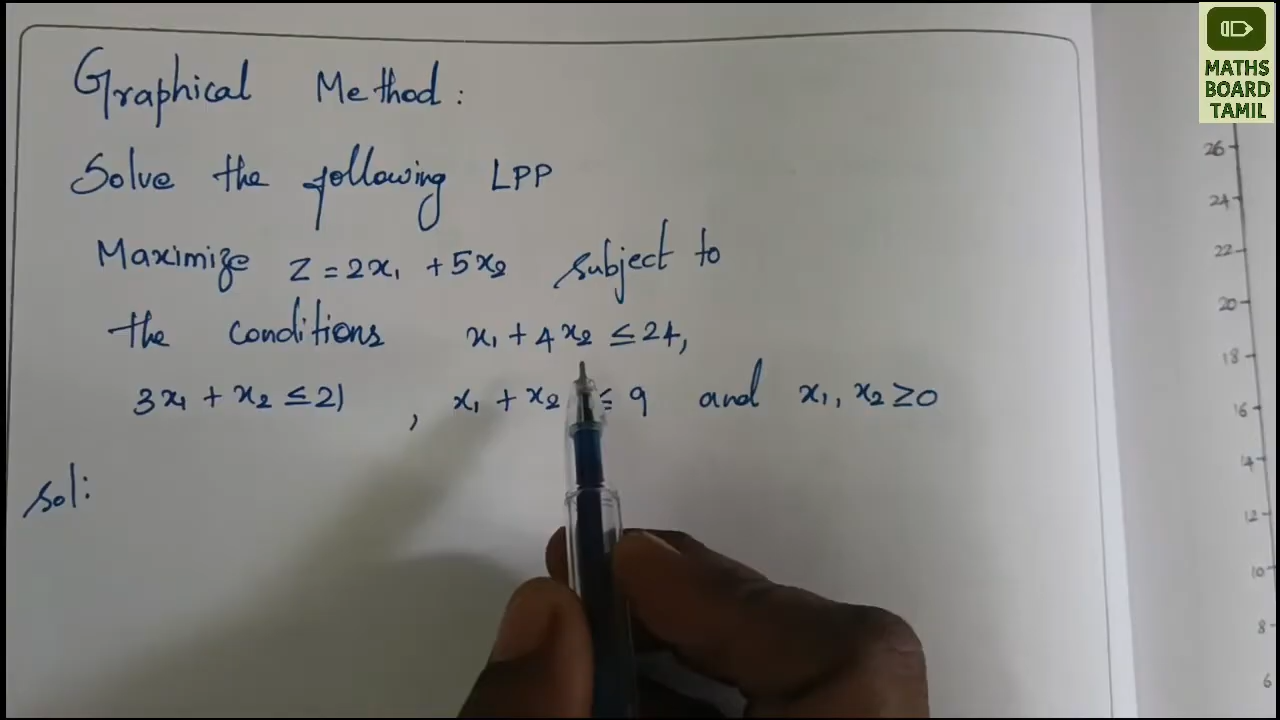 Graphical Method:
Solve the following LPP
Maximize Z = 2x₁ + 5x₂ subject to
the conditions x₁ + 4x₂ ≤ 24,
3x₁ + x₂ ≤ 21 , x₁ + x₂ ≤ 9 and x₁, x₂ ≥ 0
sol:
MATHS
BOARD
TAMIL
26
24
22
20
18
16
14
12
10
8
6